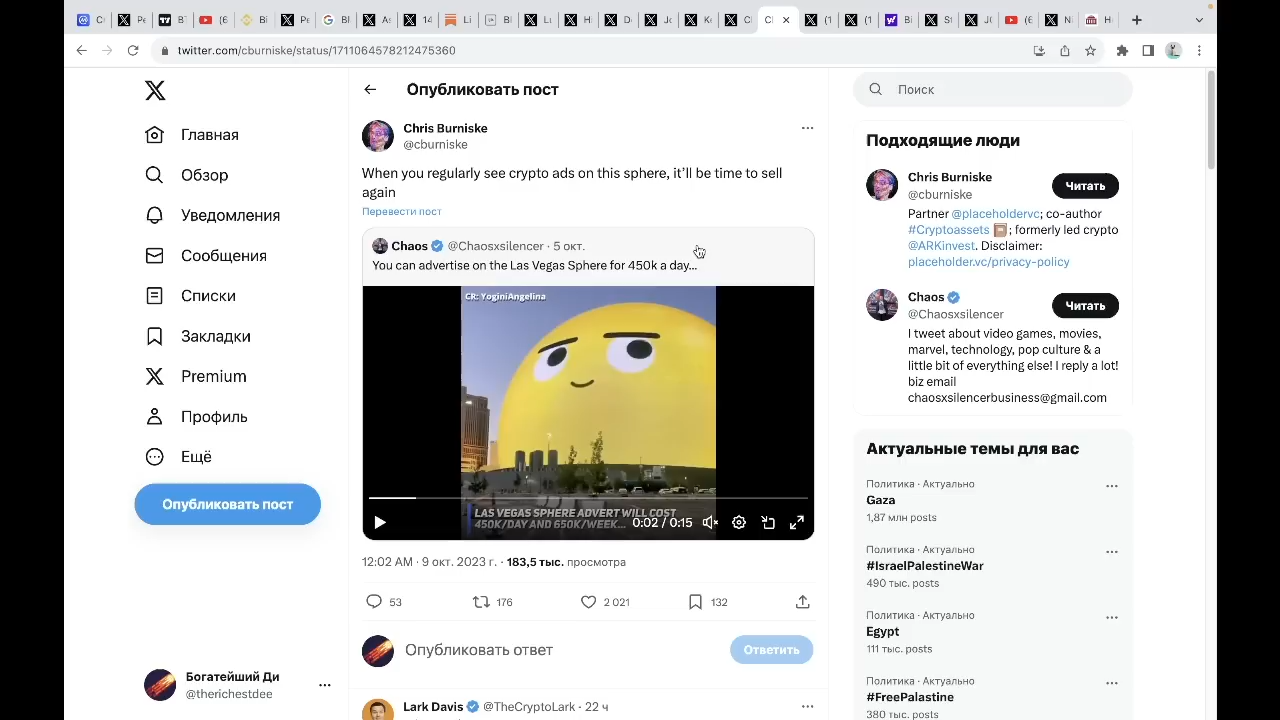 twitter.com/cburniske/status/1711064578212475360
Главная
Обзор
Уведомления
Сообщения
Списки
Закладки
Premium
Профиль
Ещё
Опубликовать пост
Богатейший Ди
@therichestdee
Опубликовать пост
Chris Burniske
@cburniske
When you regularly see crypto ads on this sphere, it'll be time to sell
again
Перевести пост
Chaos @Chaosxsilencer · 5 окт.
You can advertise on the Las Vegas Sphere for 450k a day...
CR: YoginiAngelina
LAS VEGAS SPHERE ADVERT WILL COST
450K/DAY AND 650K/WEEK...
0:02 / 0:15
12:02 AM · 9 окт. 2023 г. · 183,5 тыс. просмотра
53 176 2 021 132
Опубликовать ответ
Ответить
Lark Davis @TheCryptoLark · 22 ч
Поиск
Подходящие люди
Chris Burniske
@cburniske
Читать
Partner @placeholdervc; co-author
#Cryptoassets ; formerly led crypto
@ARKinvest. Disclaimer:
placeholder.vc/privacy-policy
Chaos
@Chaosxsilencer
Читать
I tweet about video games, movies,
marvel, technology, pop culture & a
little bit of everything else! I reply a lot!
biz email
chaosxsilencerbusiness@gmail.com
Актуальные темы для вас
Политика · Актуально
Gaza
1,87 млн posts
Политика · Актуально
#IsraelPalestineWar
490 тыс. posts
Политика · Актуально
Egypt
111 тыс. posts
Политика · Актуально
#FreePalastine
380 тыс. posts